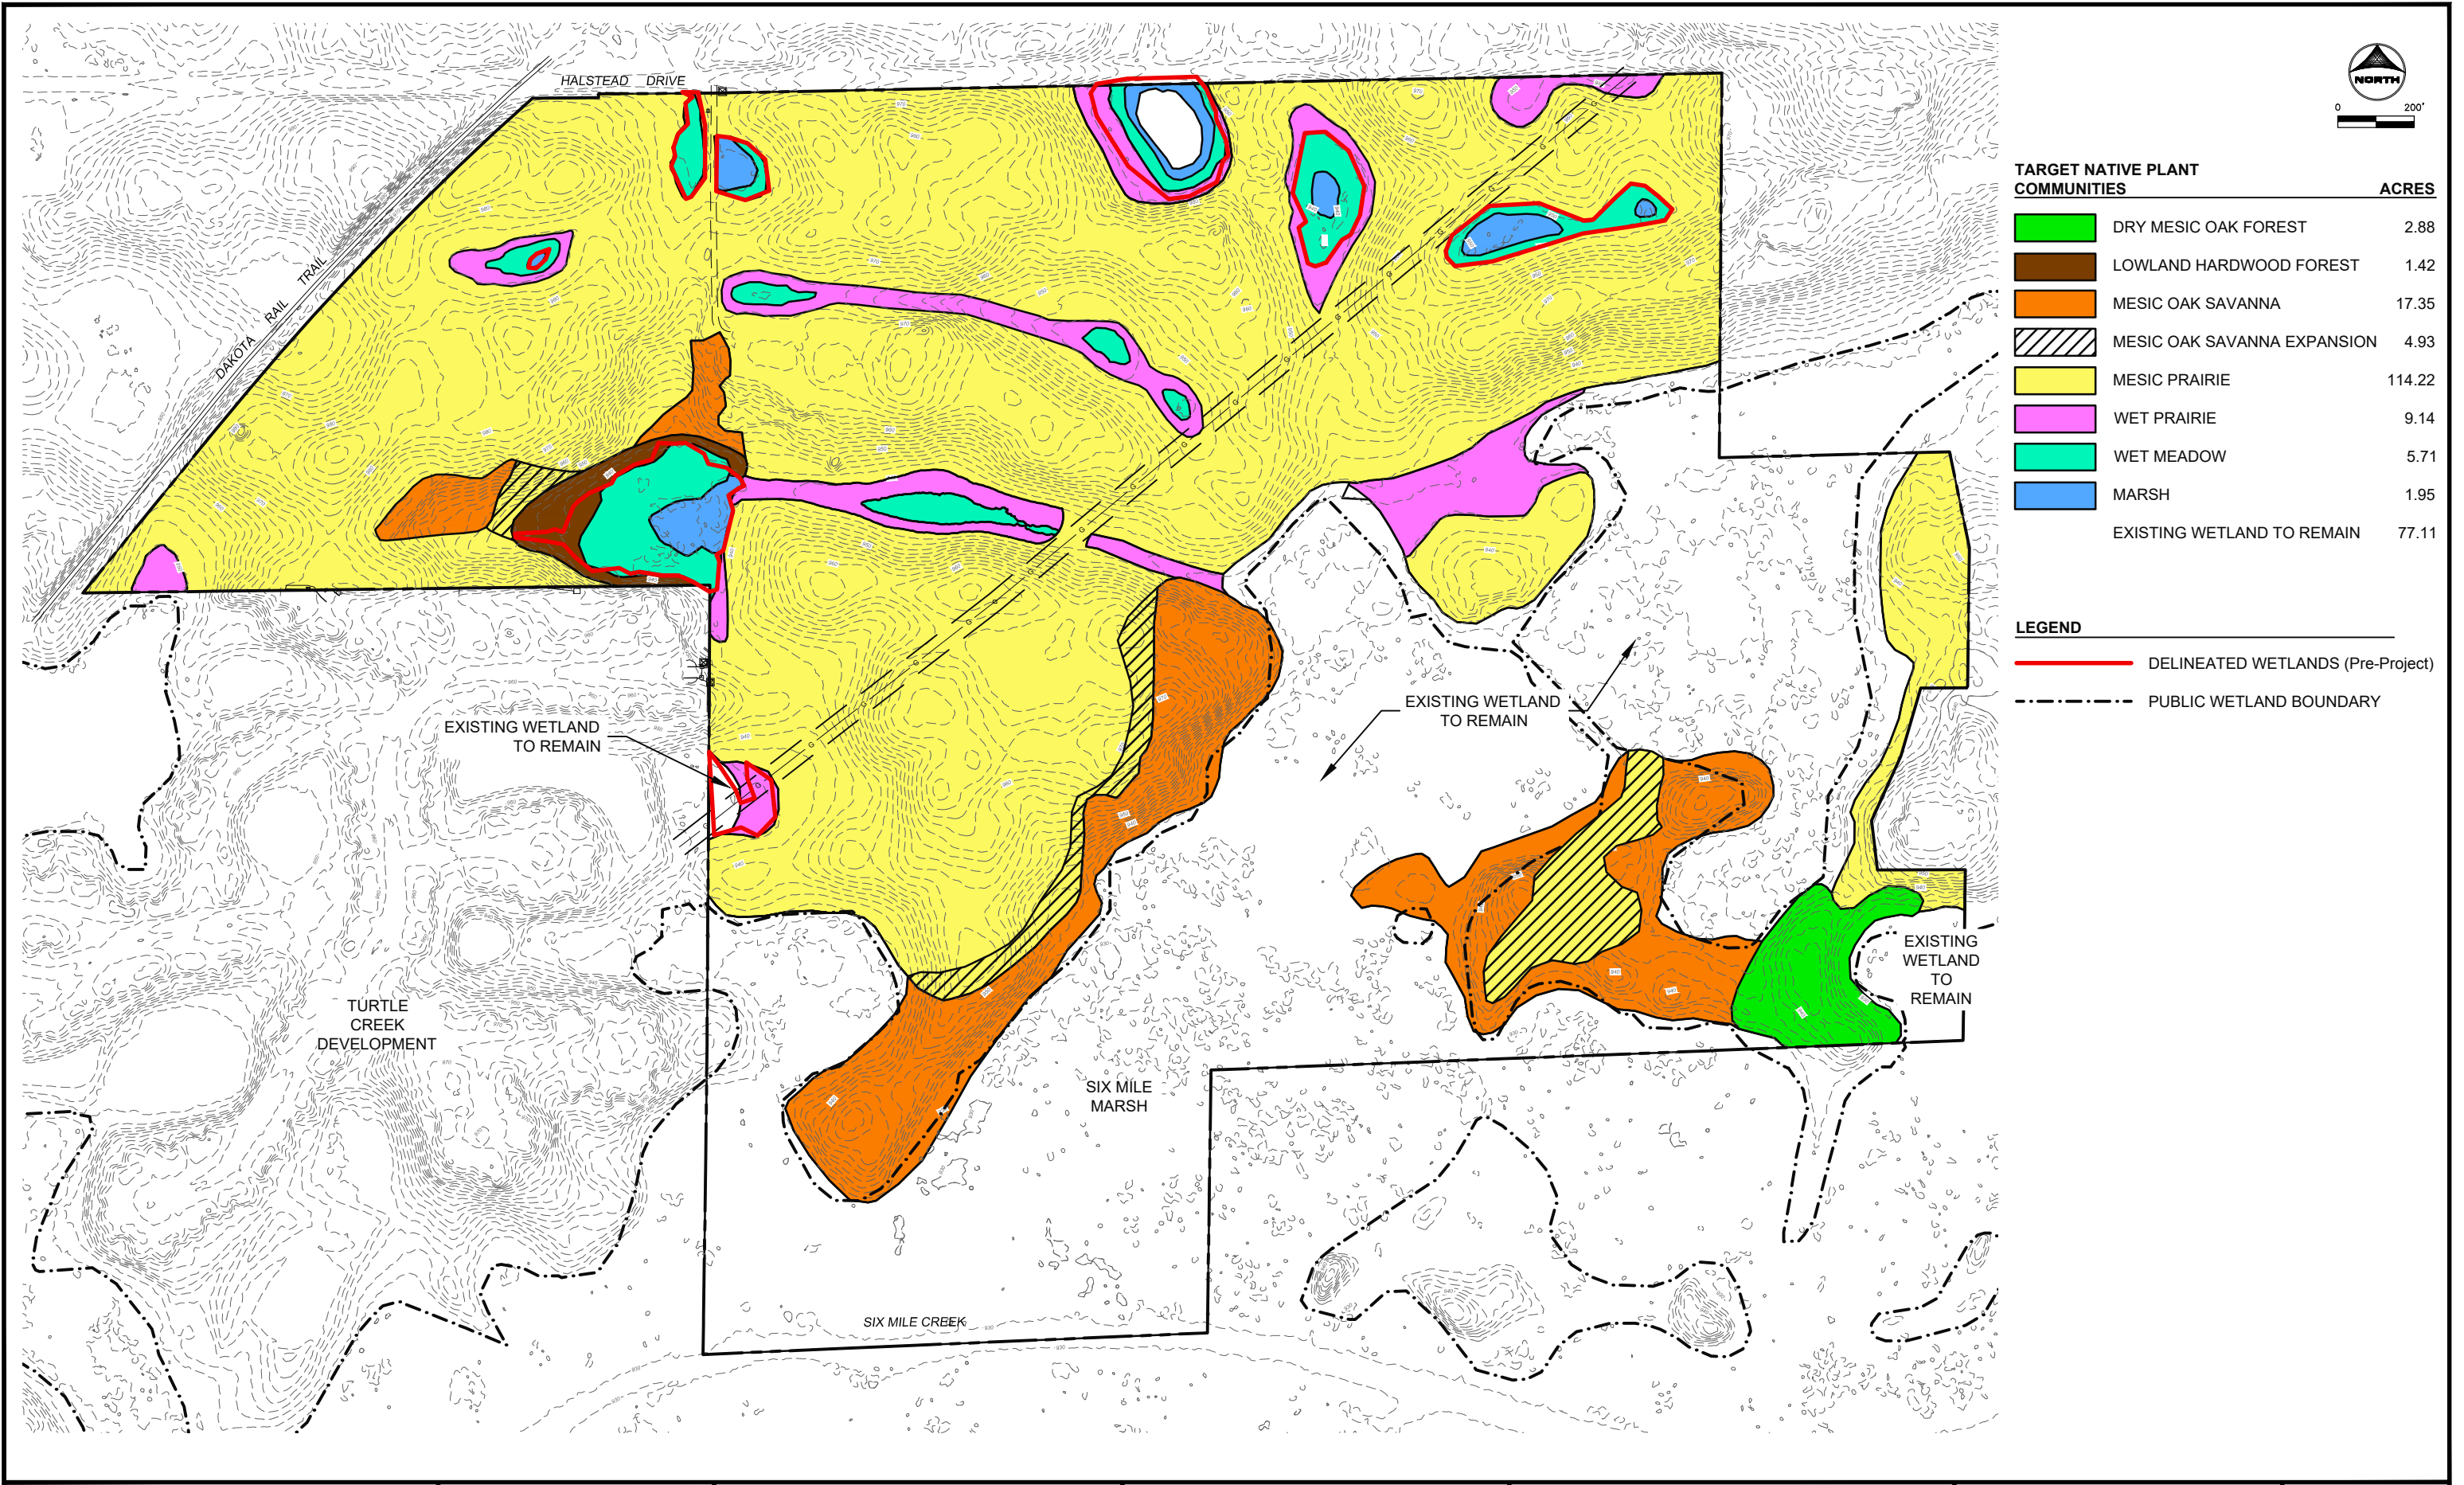 HALSTEAD DRIVE
DAKOTA RAIL TRAIL
EXISTING WETLAND
TO REMAIN
EXISTING WETLAND
TO REMAIN
EXISTING
WETLAND
TO
REMAIN
TURTLE
CREEK
DEVELOPMENT
SIX MILE
MARSH
SIX MILE CREEK
NORTH
0 200'
TARGET NATIVE PLANT
COMMUNITIES ACRES
DRY MESIC OAK FOREST 2.88
LOWLAND HARDWOOD FOREST 1.42
MESIC OAK SAVANNA 17.35
MESIC OAK SAVANNA EXPANSION 4.93
MESIC PRAIRIE 114.22
WET PRAIRIE 9.14
WET MEADOW 5.71
MARSH 1.95
EXISTING WETLAND TO REMAIN 77.11
LEGEND
DELINEATED WETLANDS (Pre-Project)
PUBLIC WETLAND BOUNDARY